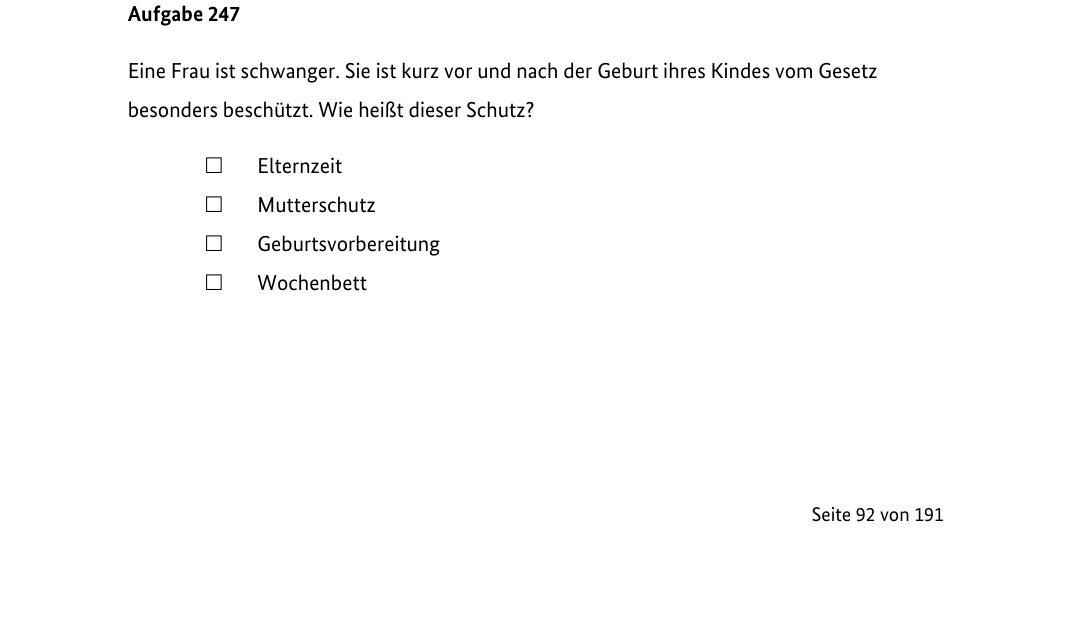 Aufgabe 247
Eine Frau ist schwanger. Sie ist kurz vor und nach der Geburt ihres Kindes vom Gesetz
besonders beschützt. Wie heißt dieser Schutz?
☐ Elternzeit
☐ Mutterschutz
☐ Geburtsvorbereitung
☐ Wochenbett
Seite 92 von 191